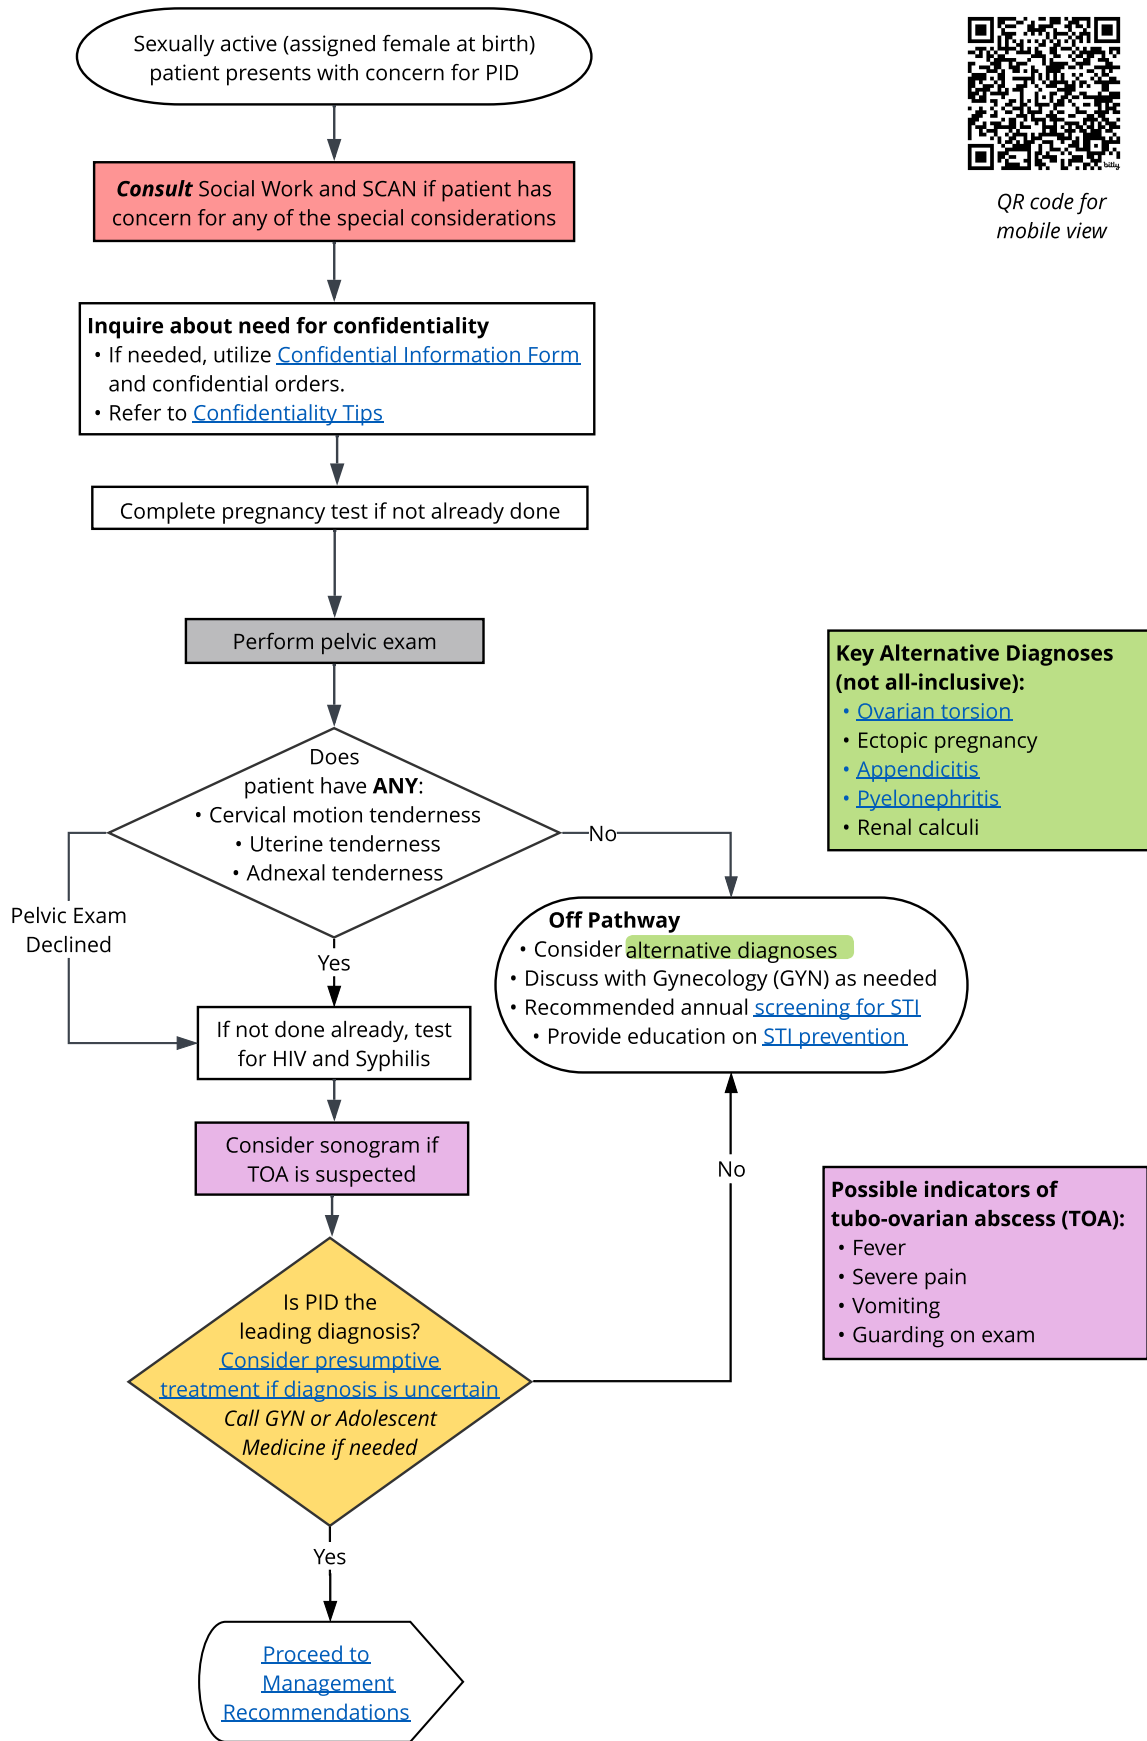 Sexually active (assigned female at birth)
patient presents with concern for PID
bitly
QR code for
mobile view
Consult Social Work and SCAN if patient has
concern for any of the special considerations
Inquire about need for confidentiality
• If needed, utilize Confidential Information Form
and confidential orders.
• Refer to Confidentiality Tips
Complete pregnancy test if not already done
Perform pelvic exam
Key Alternative Diagnoses
(not all-inclusive):
• Ovarian torsion
• Ectopic pregnancy
• Appendicitis
• Pyelonephritis
• Renal calculi
Does
patient have ANY:
• Cervical motion tenderness
• Uterine tenderness
• Adnexal tenderness
No
Pelvic Exam
Declined
Yes
Off Pathway
• Consider alternative diagnoses
• Discuss with Gynecology (GYN) as needed
• Recommended annual screening for STI
• Provide education on STI prevention
If not done already, test
for HIV and Syphilis
Consider sonogram if
TOA is suspected
No
Possible indicators of
tubo-ovarian abscess (TOA):
• Fever
• Severe pain
• Vomiting
• Guarding on exam
Is PID the
leading diagnosis?
Consider presumptive
treatment if diagnosis is uncertain
Call GYN or Adolescent
Medicine if needed
Yes
Proceed to
Management
Recommendations